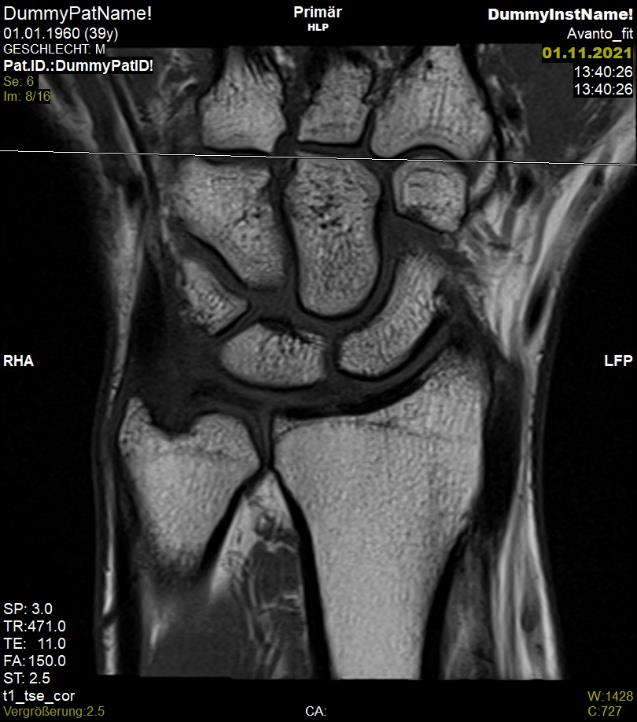 DummyPatName!
01.01.1960 (39y)
GESCHLECHT: M
Pat.ID.:DummyPatID!
Se: 6
Im: 8/16
Primär
HLP
DummyInstName!
Avanto_fit
01.11.2021
13:40:26
13:40:26
RHA
LFP
SP: 3.0
TR:471.0
TE: 11.0
FA:150.0
ST: 2.5
t1_tse_cor
Vergrößerung:2.5
CA:
W:1428
C:727